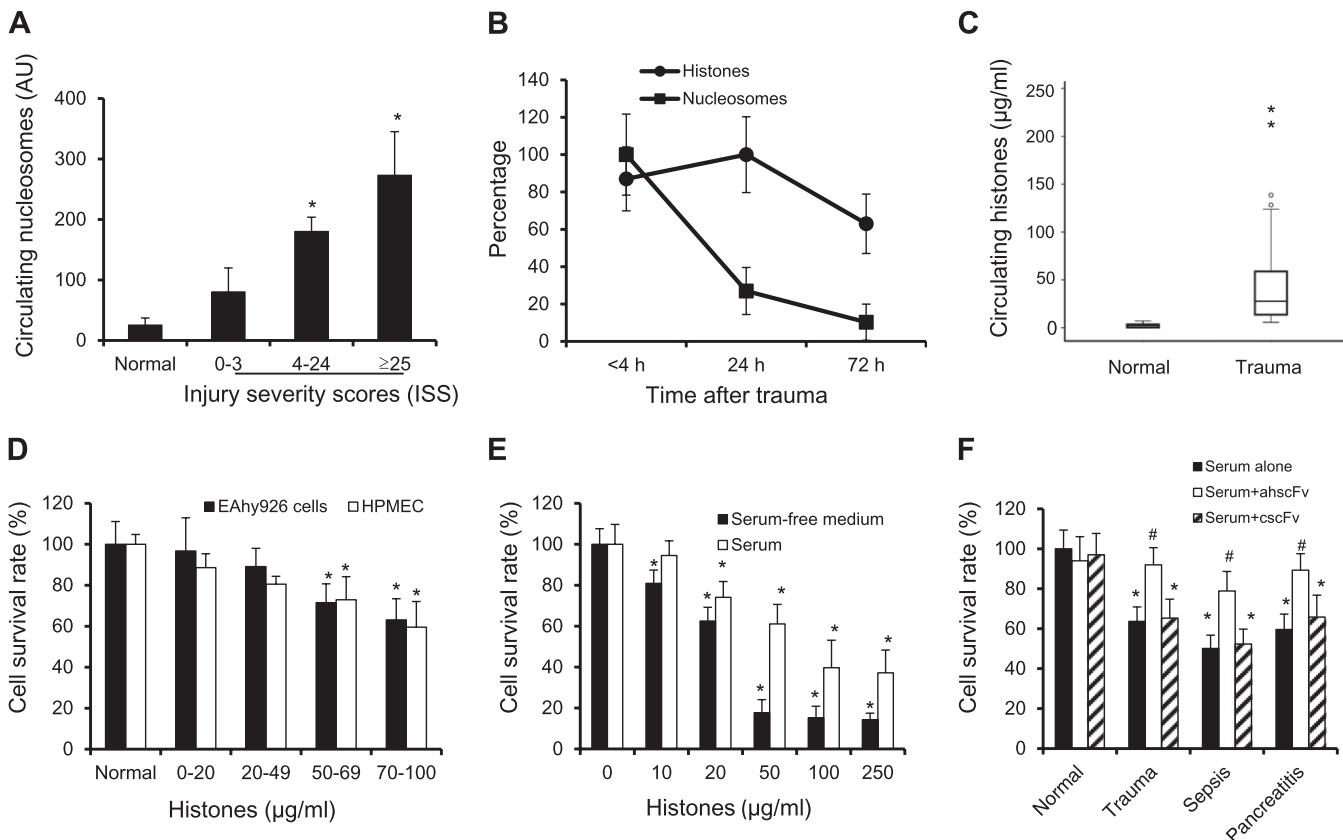 A
Circulating nucleosomes (AU)
400
300
200
100
0
*
*
Normal
0-3
4-24
≥25
Injury severity scores (ISS)
B
Percentage
140
120
100
80
60
40
20
0
Histones
Nucleosomes
<4 h
24 h
72 h
Time after trauma
C
Circulating histones (µg/ml)
250
200
150
100
50
0
*
*
Normal
Trauma
D
Cell survival rate (%)
120
100
80
60
40
20
0
EAhy926 cells
HPMEC
* *
* *
Normal
0-20
20-49
50-69
70-100
Histones (µg/ml)
E
Cell survival rate (%)
120
100
80
60
40
20
0
Serum-free medium
Serum
*
* *
* *
* *
* *
0
10
20
50
100
250
Histones (µg/ml)
F
Cell survival rate (%)
120
100
80
60
40
20
0
Serum alone
Serum+ahscFv
Serum+cscFv
* # *
* # *
* # *
Normal
Trauma
Sepsis
Pancreatitis